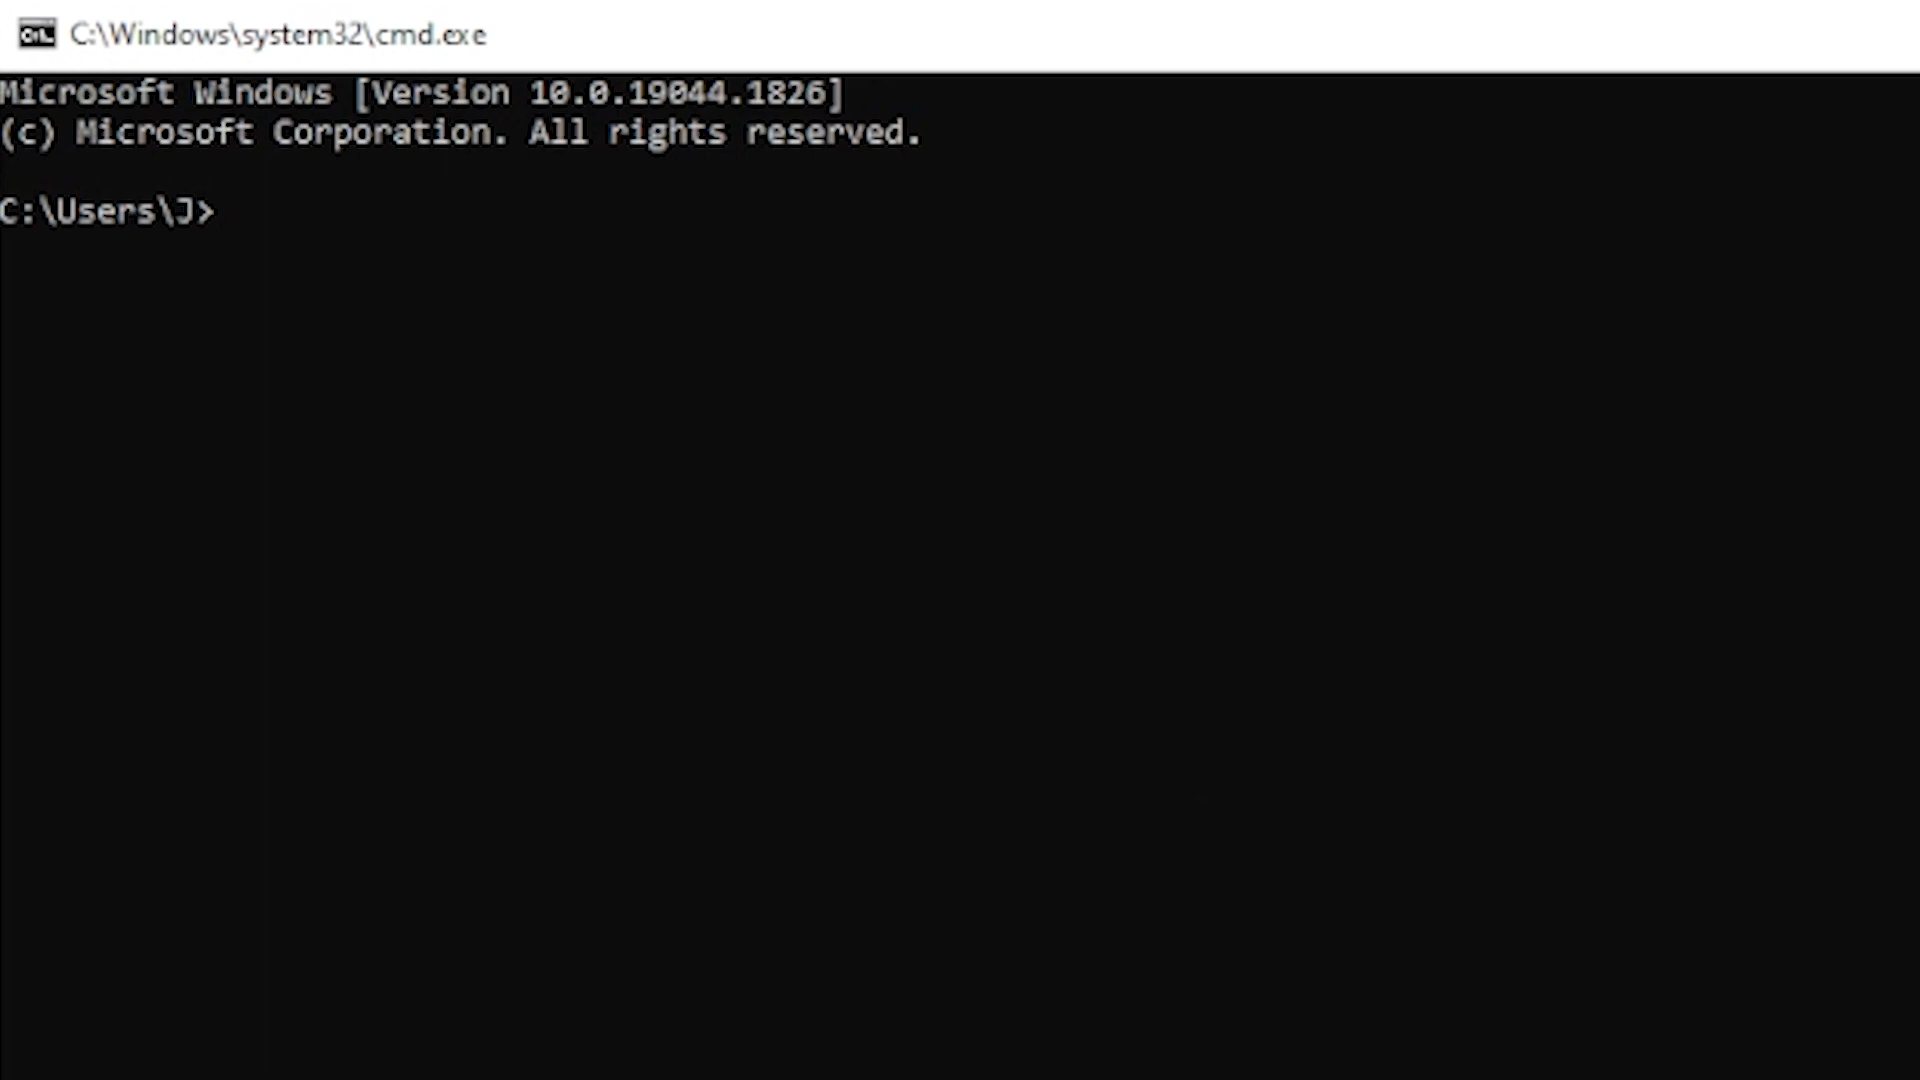 C:\Windows\system32\cmd.exe
Microsoft Windows [Version 10.0.19044.1826]
(c) Microsoft Corporation. All rights reserved.
C:\Users\J>